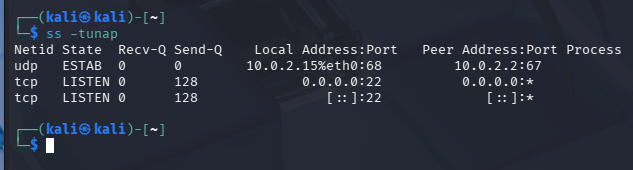 ┌──(kali㉿kali)-[~]
└─$ ss -tunap
Netid State  Recv-Q Send-Q    Local Address:Port    Peer Address:Port Process
udp   ESTAB  0      0        10.0.2.15%eth0:68          10.0.2.2:67
tcp   LISTEN 0      128             0.0.0.0:22           0.0.0.0:*
tcp   LISTEN 0      128                [::]:22              [::]:*
┌──(kali㉿kali)-[~]
└─$